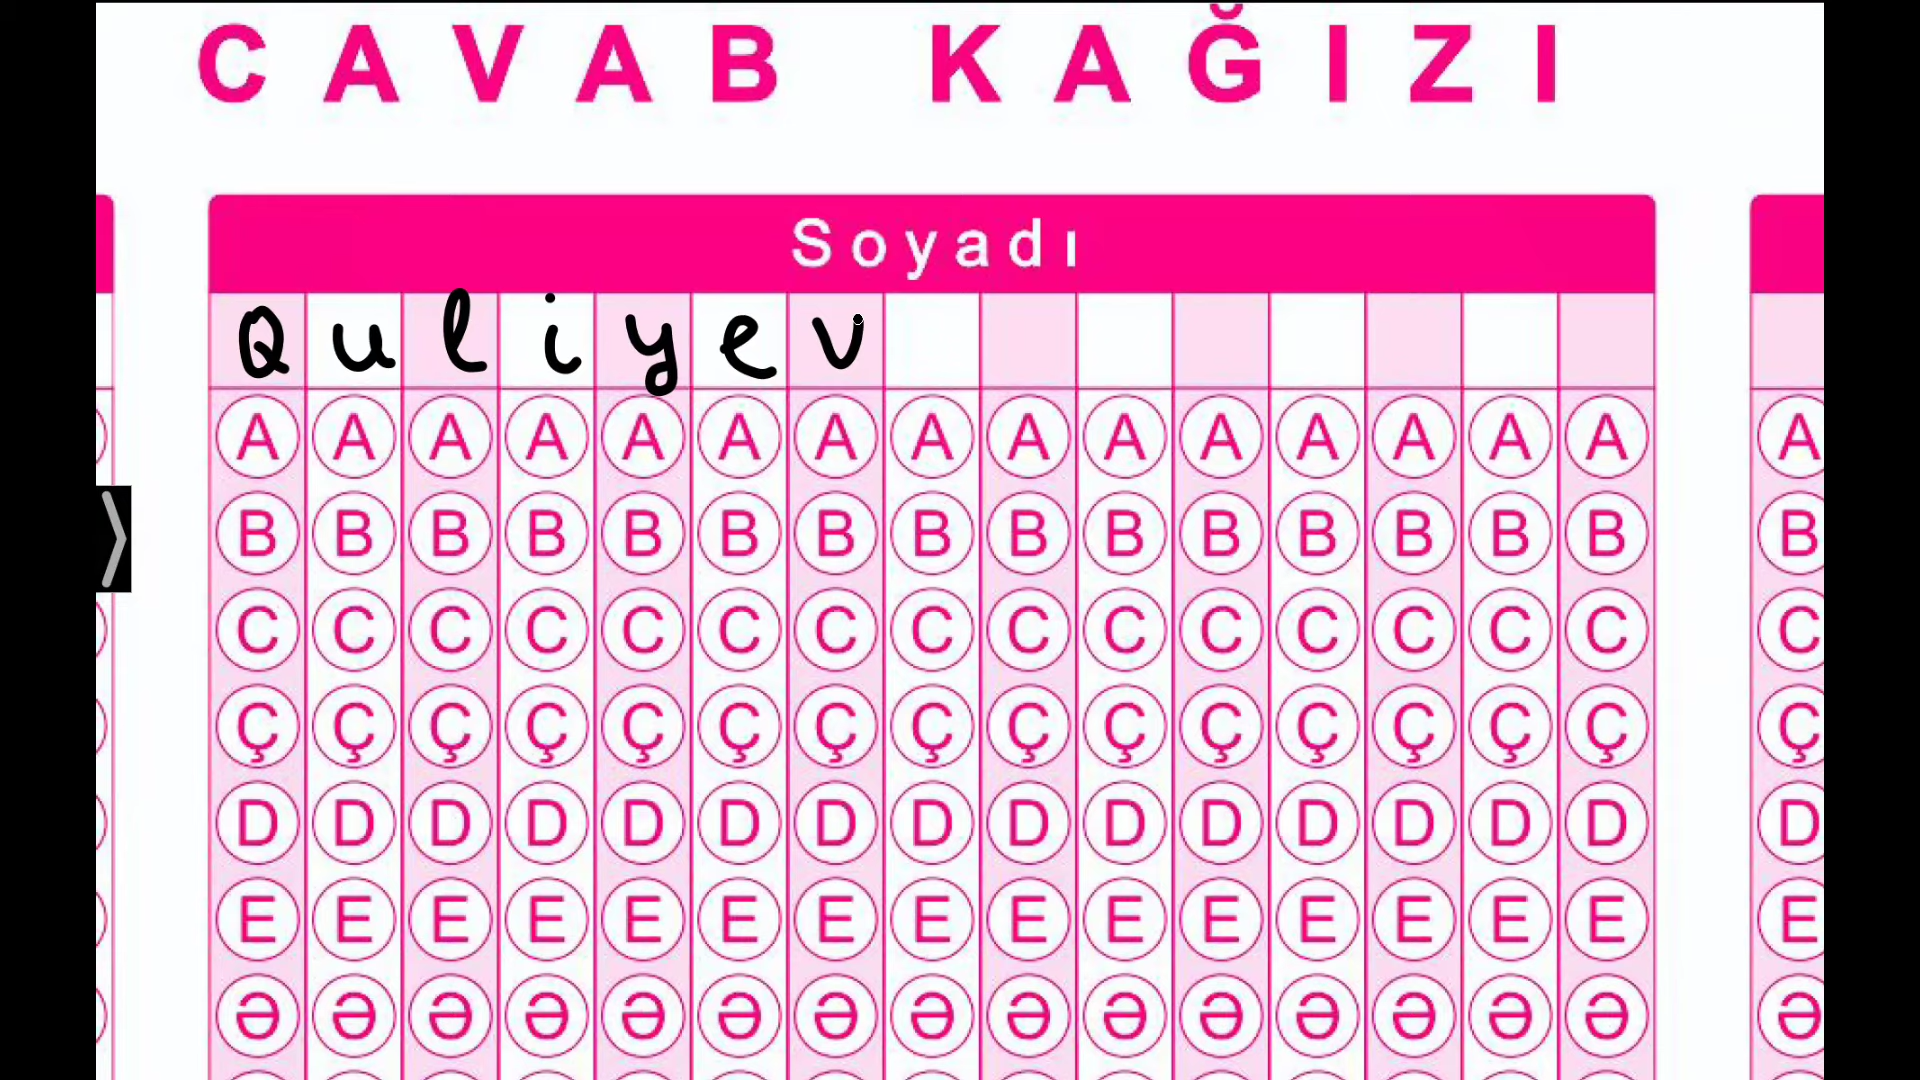 CAVAB KAĞIZI
Soyadı
Quliyev
A A A A A A A A A A A A A A A A
B B B B B B B B B B B B B B B B
C C C C C C C C C C C C C C C C
Ç Ç Ç Ç Ç Ç Ç Ç Ç Ç Ç Ç Ç Ç Ç Ç
D D D D D D D D D D D D D D D D
E E E E E E E E E E E E E E E E
Ə Ə Ə Ə Ə Ə Ə Ə Ə Ə Ə Ə Ə Ə Ə Ə